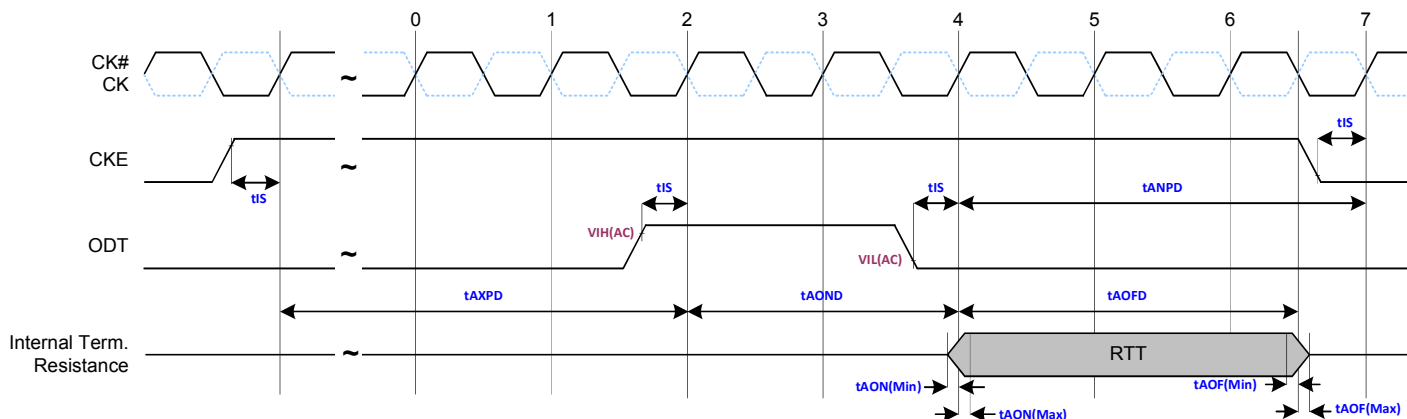 0 1 2 3 4 5 6 7
CK#
CK
~
tIS
CKE
~
tIS
tIS
tIS
tANPD
VIH(AC)
ODT
VIL(AC)
~
tAXPD
tAOND
tAOFD
Internal Term.
Resistance
~
RTT
tAON(Min)
tAOF(Min)
tAON(Max)
tAOF(Max)